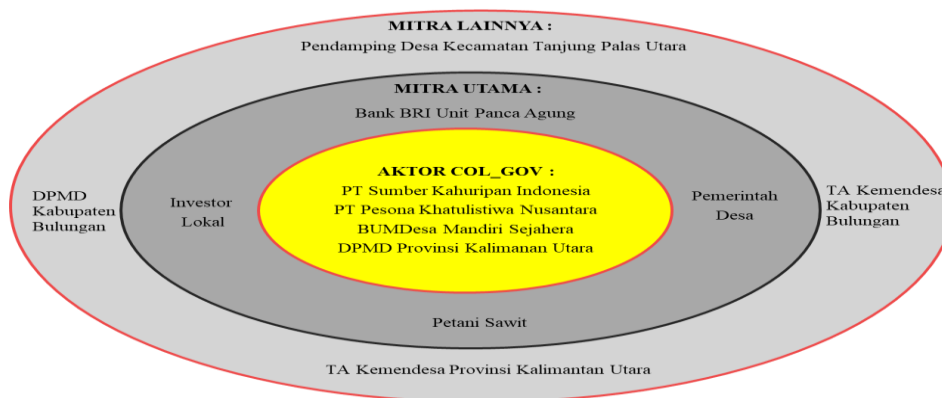 MITRA LAINNYA :
Pendamping Desa Kecamatan Tanjung Palas Utara
MITRA UTAMA :
Bank BRI Unit Panca Agung
AKTOR COL_GOV :
PT Sumber Kahuripan Indonesia
PT Pesona Khatulistiwa Nusantara
BUMDesa Mandiri Sejahera
DPMD Provinsi Kalimanan Utara
DPMD
Kabupaten
Bulungan
Investor
Lokal
Pemerintah
Desa
TA Kemendesa
Kabupaten
Bulungan
Petani Sawit
TA Kemendesa Provinsi Kalimantan Utara